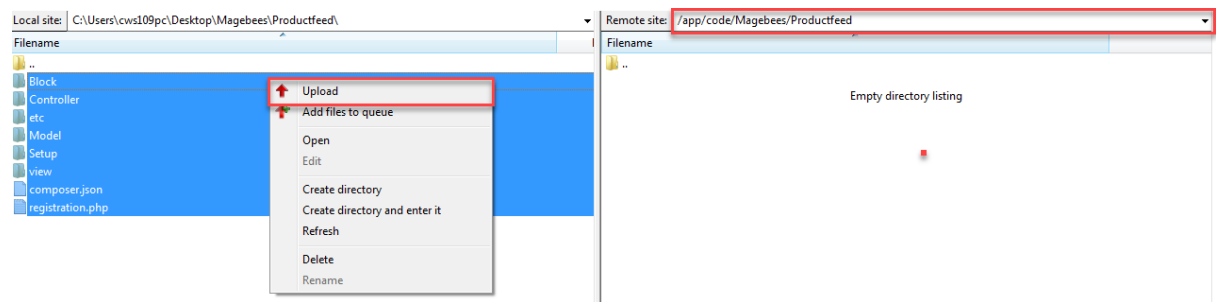 Local site: C:\Users\cws109pc\Desktop\Magebees\Productfeed\
Filename
..
Block
Controller
etc
Model
Setup
view
composer.json
registration.php
Upload
Add files to queue
Open
Edit
Create directory
Create directory and enter it
Refresh
Delete
Rename
Remote site: /app/code/Magebees/Productfeed
Filename
..
Empty directory listing